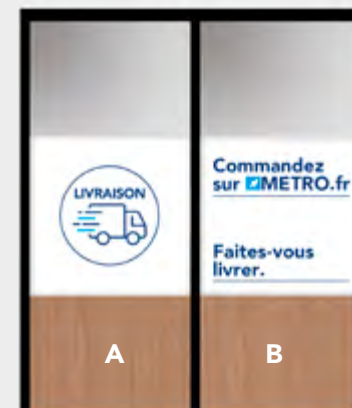 LIVRAISON
Commandez
sur METRO.fr
Faites-vous
livrer.
A
B